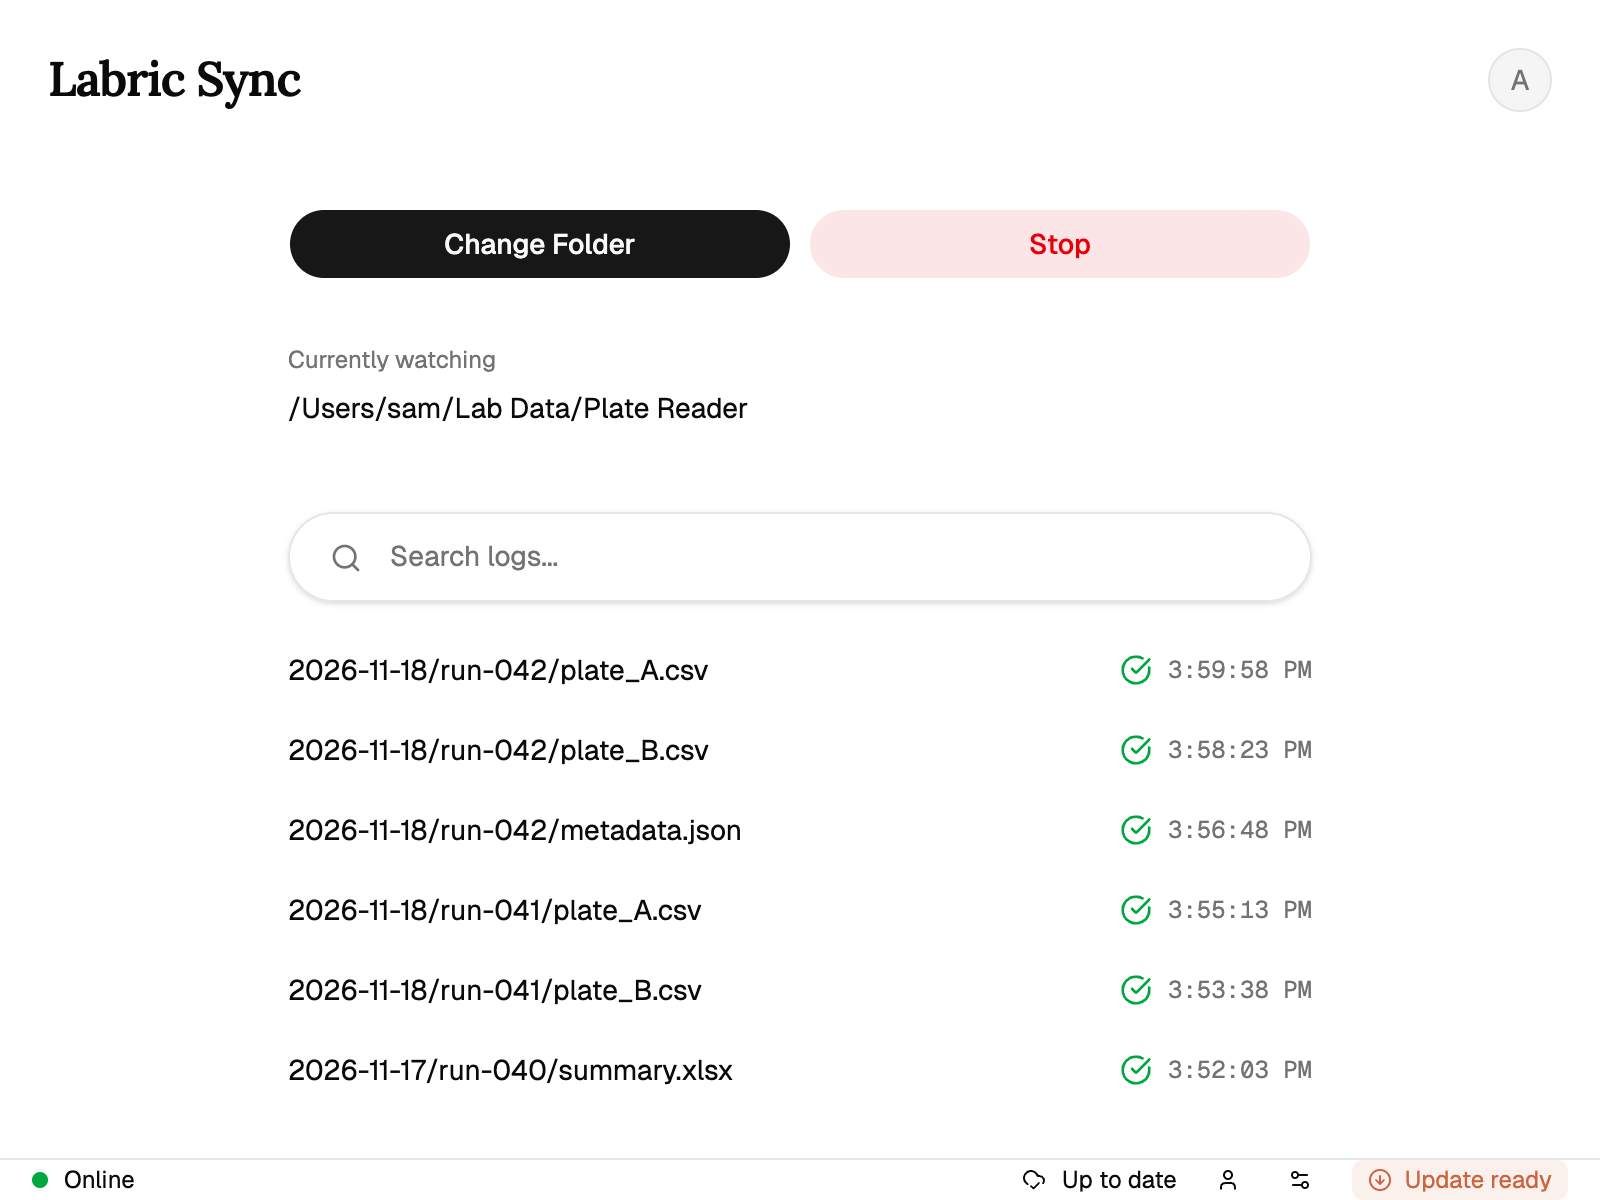 Labric Sync
A
Change Folder
Stop
Currently watching
/Users/sam/Lab Data/Plate Reader
Search logs...
2026-11-18/run-042/plate_A.csv 3:59:58 PM
2026-11-18/run-042/plate_B.csv 3:58:23 PM
2026-11-18/run-042/metadata.json 3:56:48 PM
2026-11-18/run-041/plate_A.csv 3:55:13 PM
2026-11-18/run-041/plate_B.csv 3:53:38 PM
2026-11-17/run-040/summary.xlsx 3:52:03 PM
Online
Up to date
Update ready